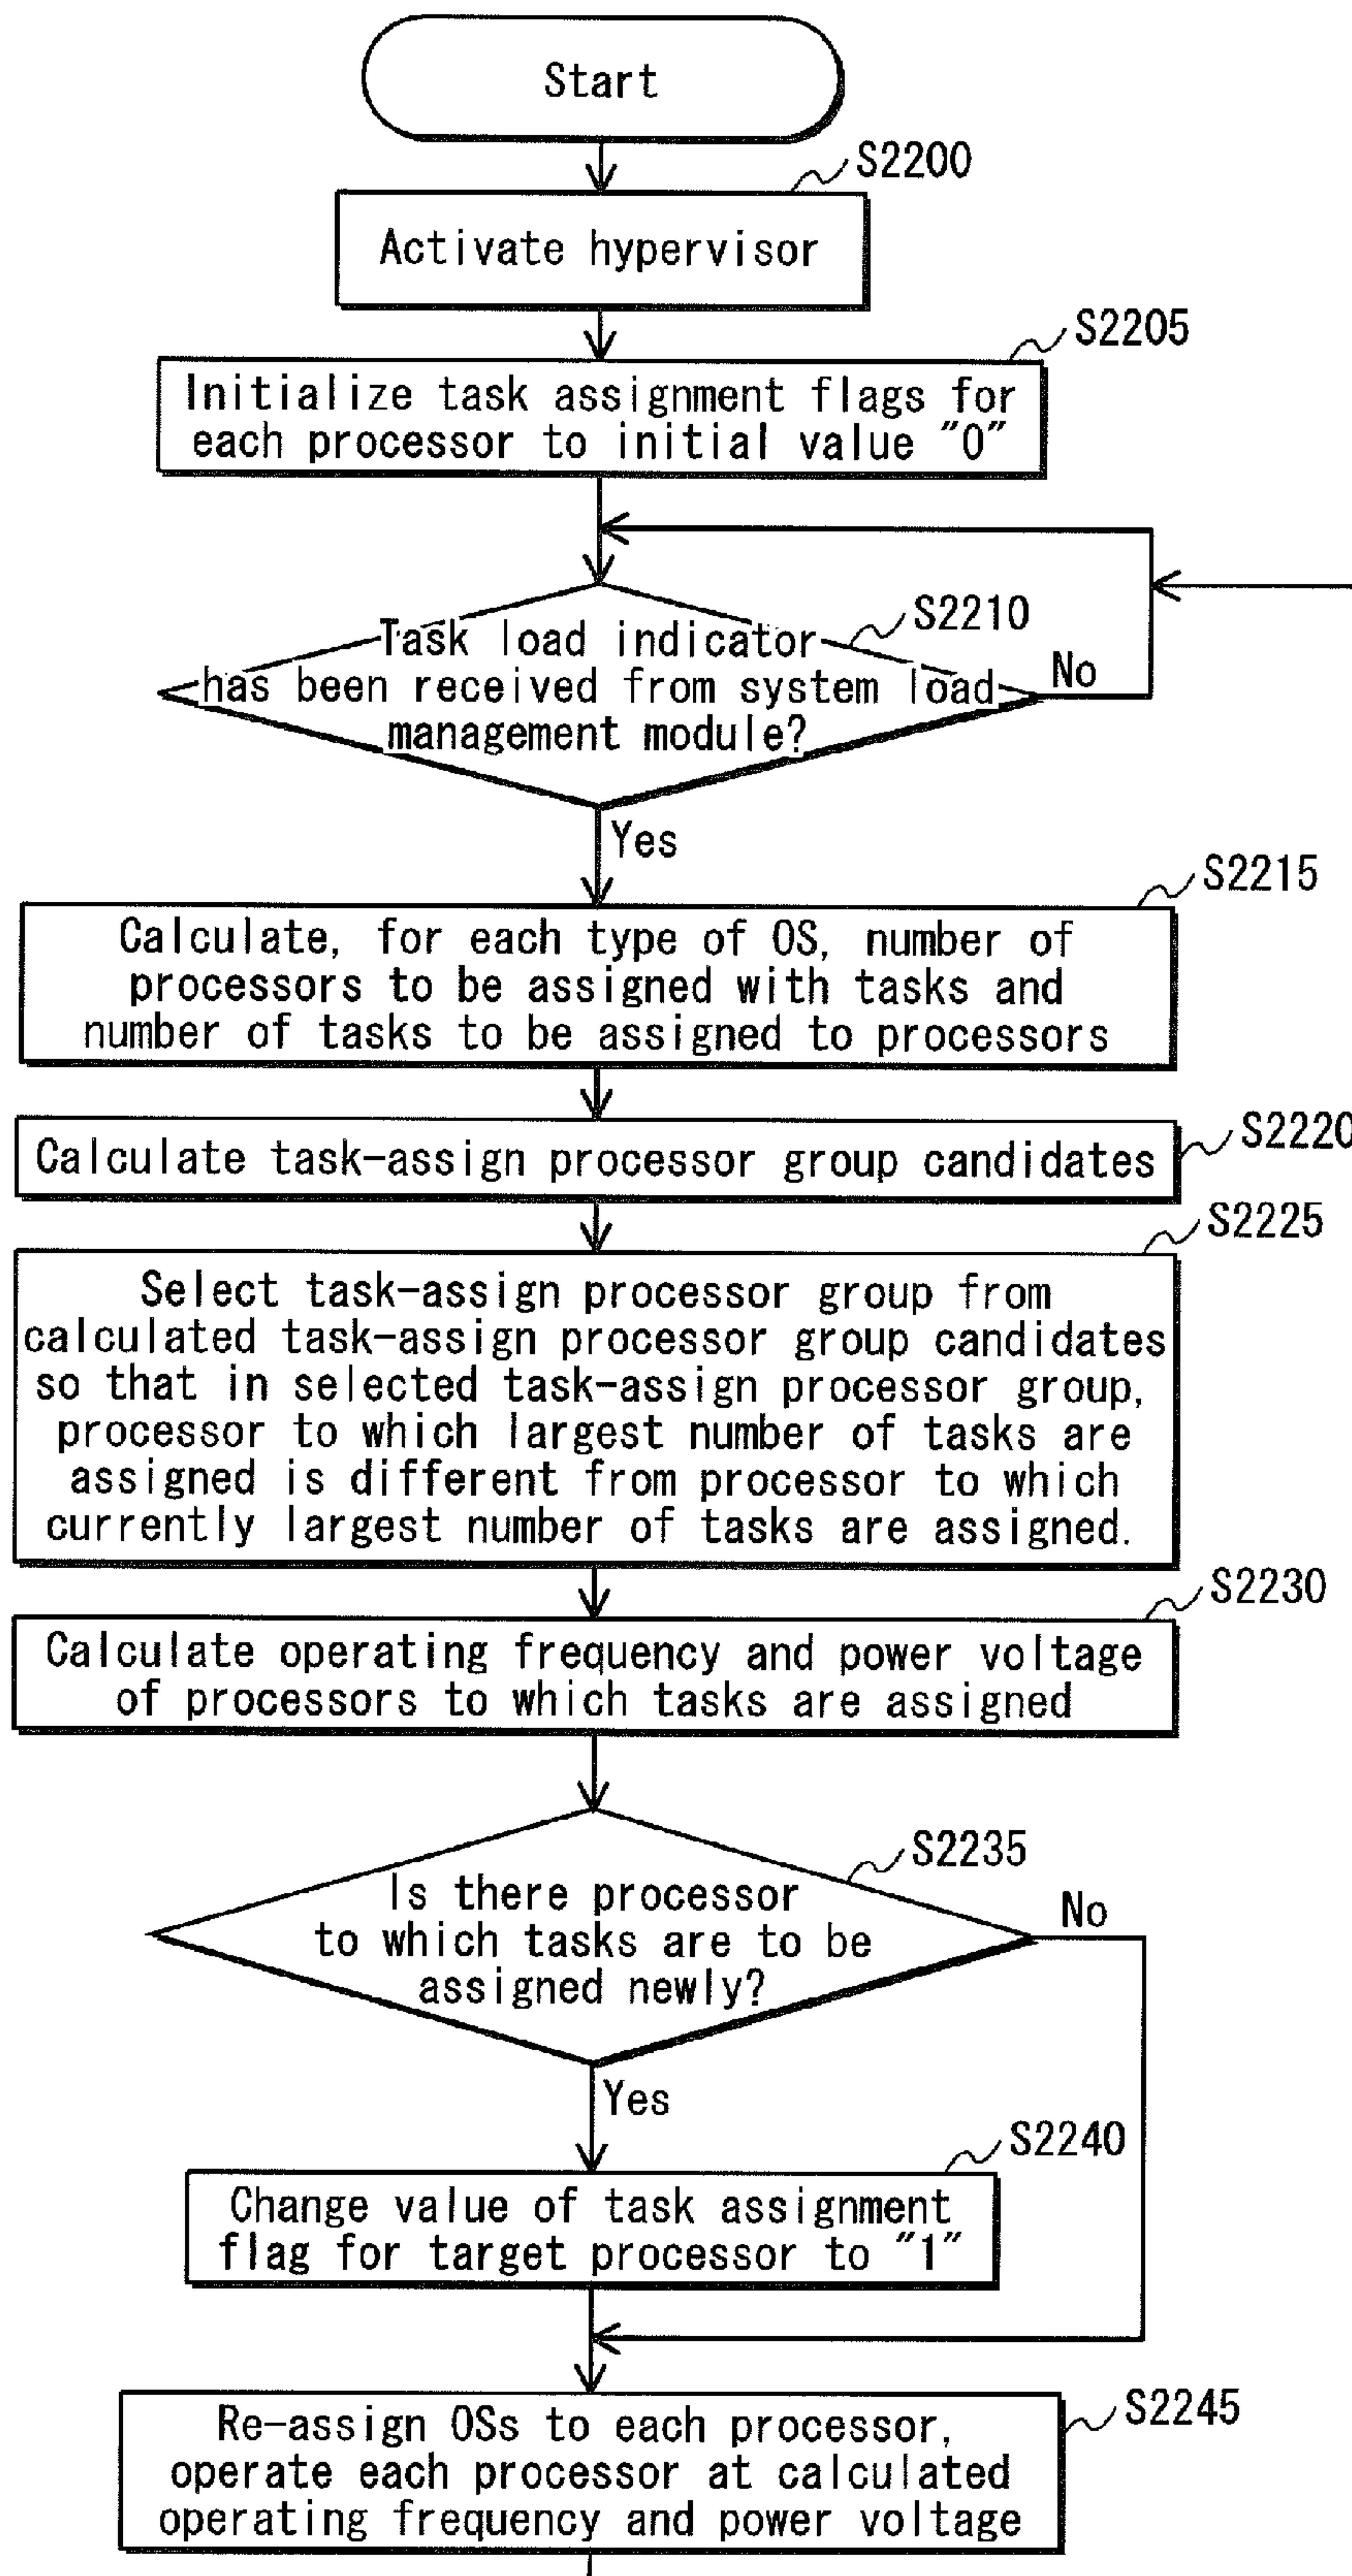 Start
S2200
Activate hypervisor
S2205
Initialize task assignment flags for
each processor to initial value "0"
S2210
Task load indicator
has been received from system load
management module?
No
Yes
S2215
Calculate, for each type of OS, number of
processors to be assigned with tasks and
number of tasks to be assigned to processors
S2220
Calculate task-assign processor group candidates
S2225
Select task-assign processor group from
calculated task-assign processor group candidates
so that in selected task-assign processor group,
processor to which largest number of tasks are
assigned is different from processor to which
currently largest number of tasks are assigned.
S2230
Calculate operating frequency and power voltage
of processors to which tasks are assigned
S2235
Is there processor
to which tasks are to be
assigned newly?
No
Yes
S2240
Change value of task assignment
flag for target processor to "1"
S2245
Re-assign OSs to each processor,
operate each processor at calculated
operating frequency and power voltage